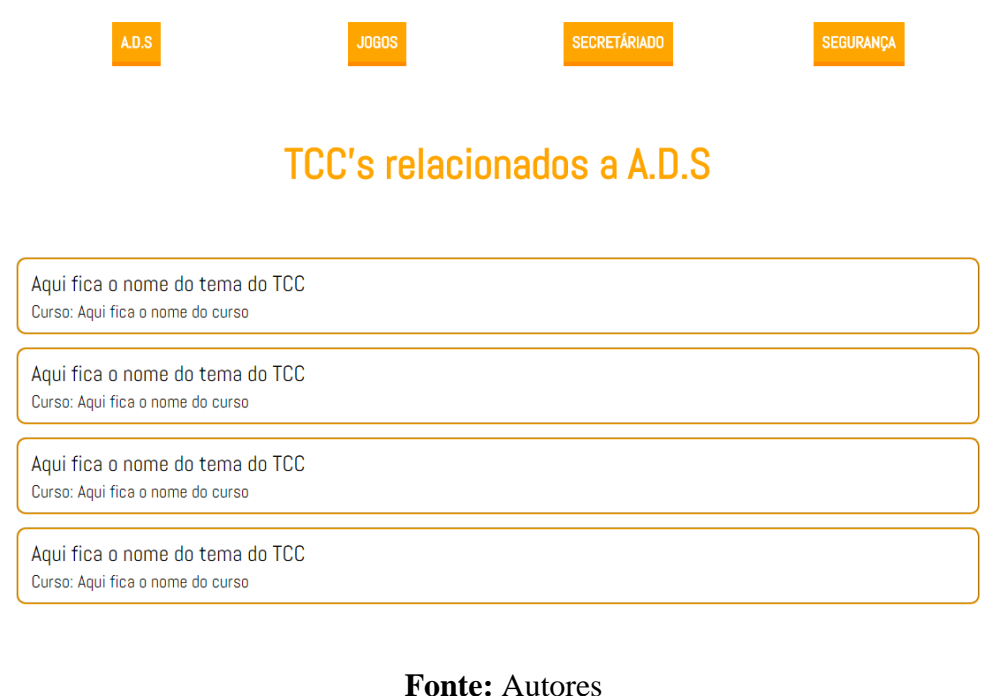 A.D.S JOGOS SECRETÁRIADO SEGURANÇA
TCC's relacionados a A.D.S
Aqui fica o nome do tema do TCC
Curso: Aqui fica o nome do curso
Aqui fica o nome do tema do TCC
Curso: Aqui fica o nome do curso
Aqui fica o nome do tema do TCC
Curso: Aqui fica o nome do curso
Aqui fica o nome do tema do TCC
Curso: Aqui fica o nome do curso
Fonte: Autores